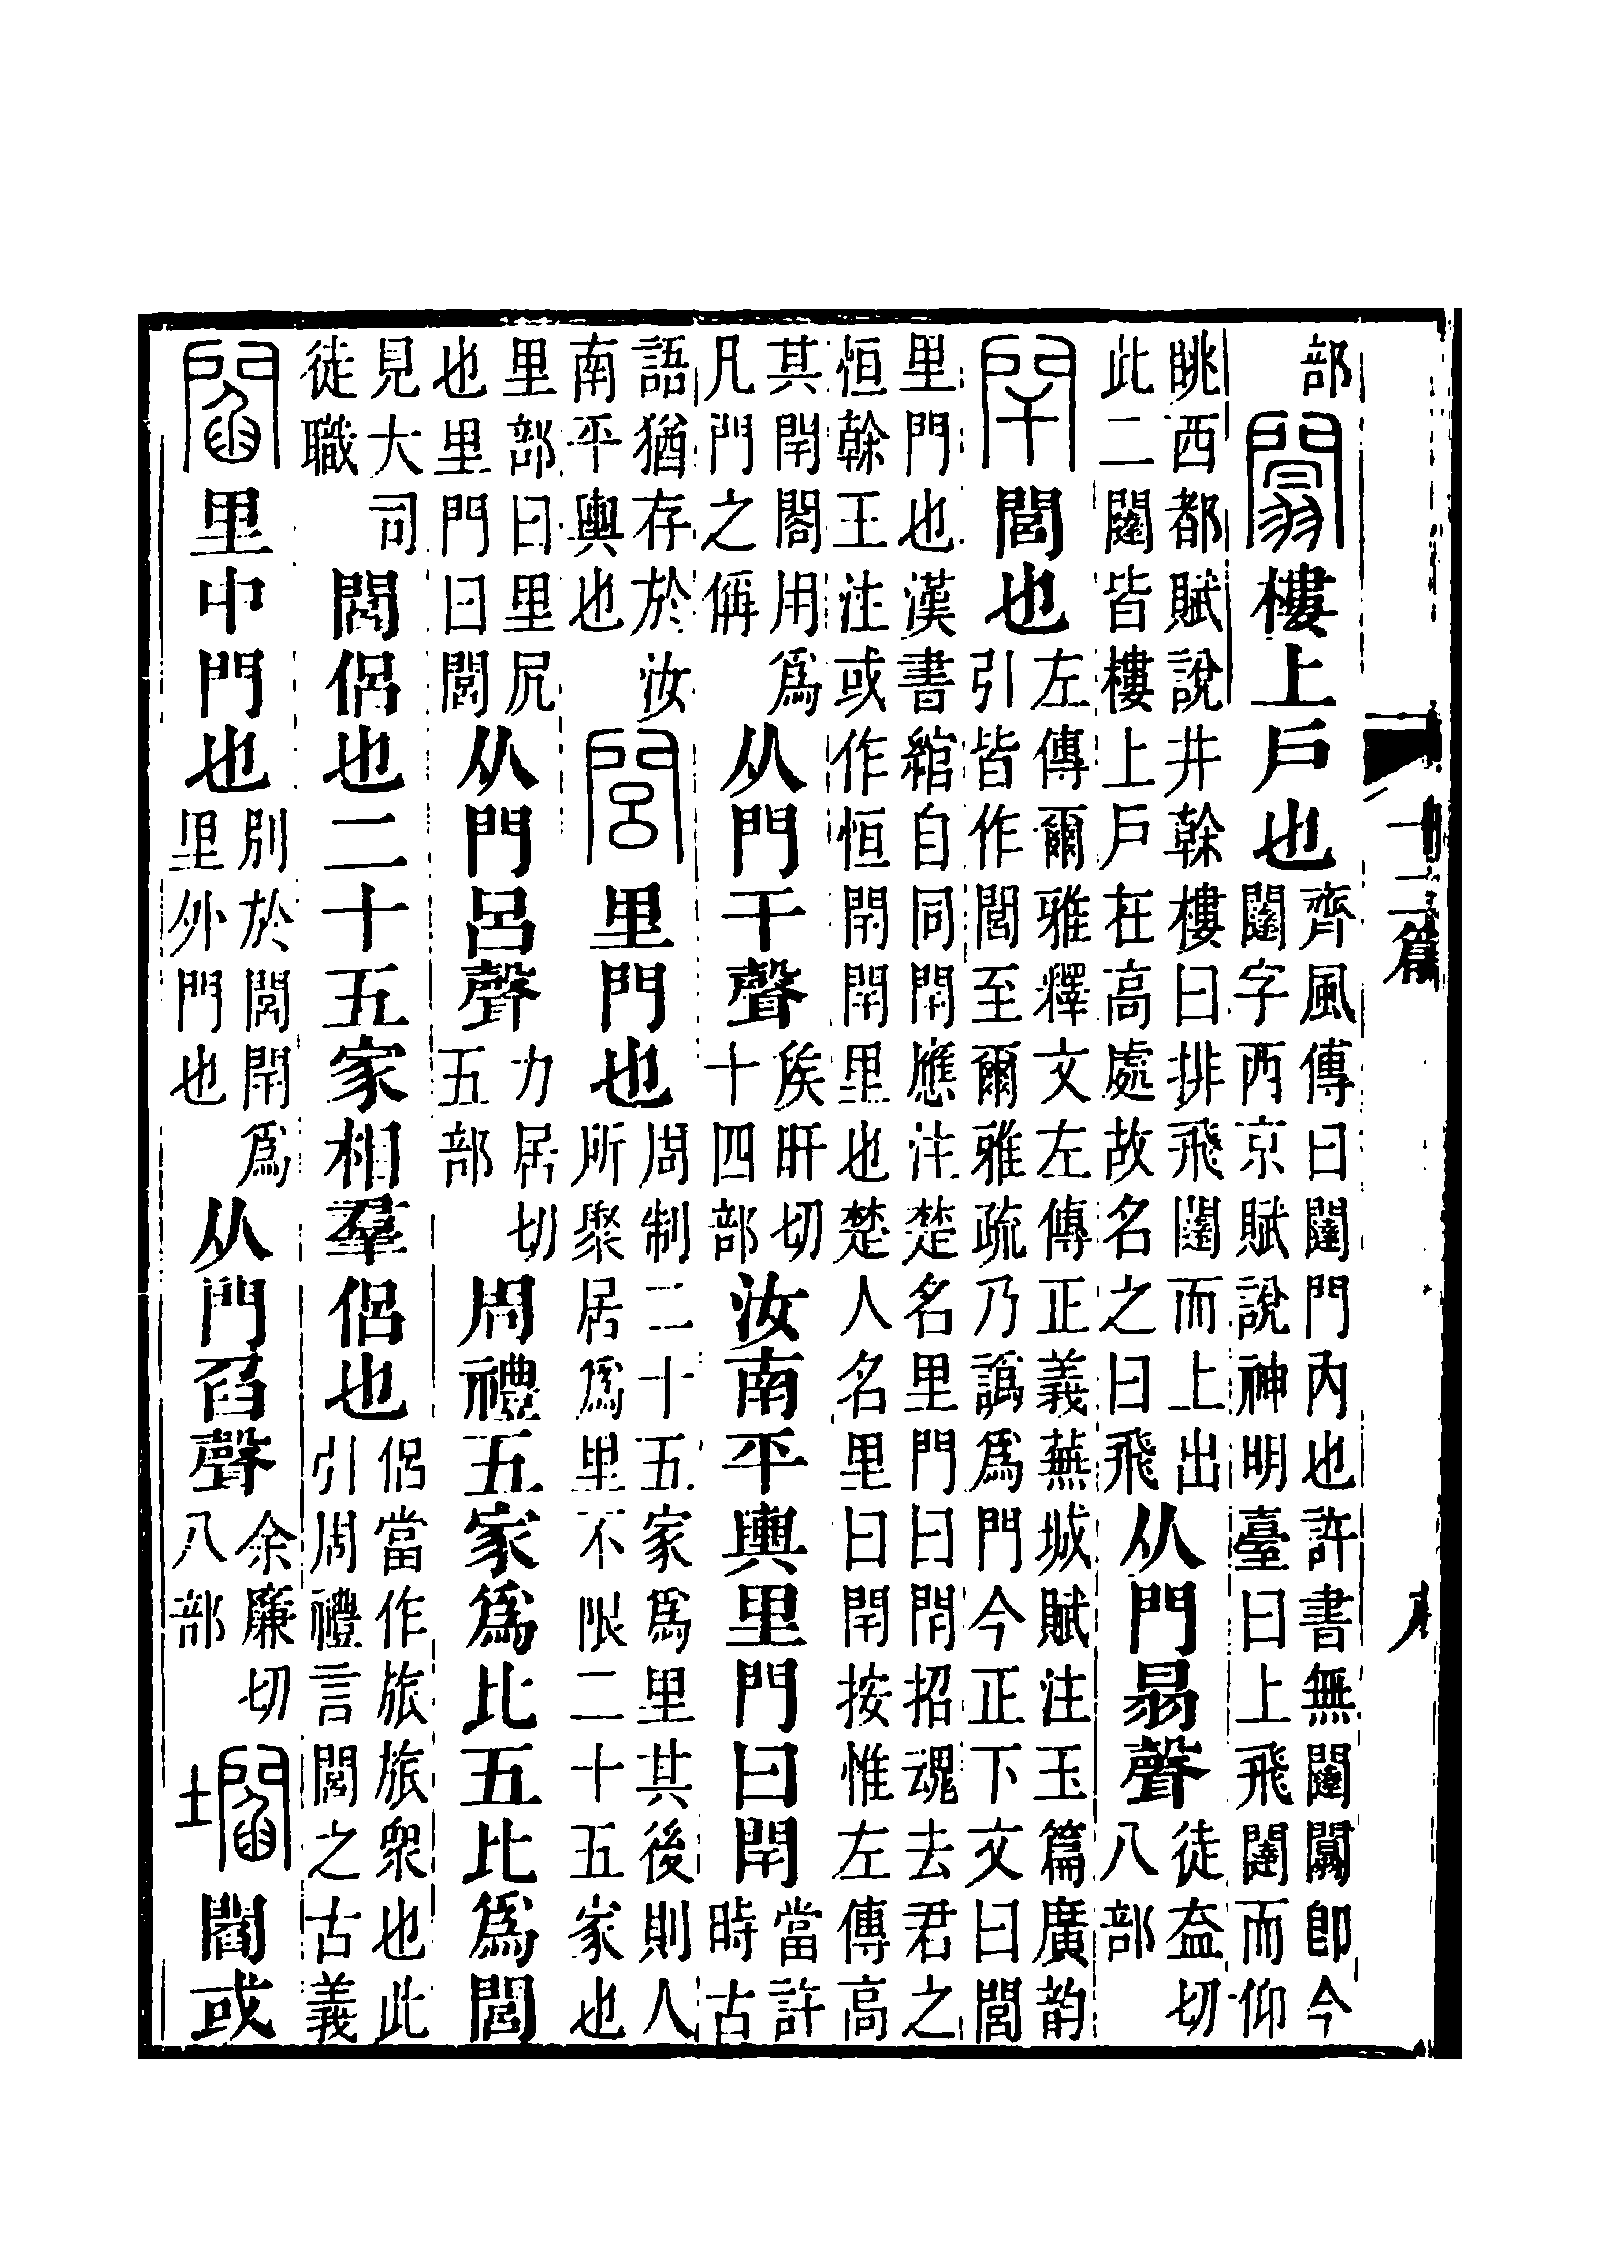 十二篇
部
闒樓上戶也
齊風傳曰闥門內也許書無闥闒卽今
闥字西京賦說神明臺曰上飛闥而仰
眺西都賦說井榦樓曰排飛闥而上出
此二闥皆樓上戶在高處故名之曰飛
从門𦐇聲
徒盍切
八部
閈閭也
左傳爾雅釋文左傳正義蕪城賦注玉篇廣韵
引皆作閭至爾雅疏乃譌爲門今正下文曰閭
里門也漢書綰自同閈應注楚名里門曰閈招魂去君之
恒榦王注或作恒閈閈里也楚人名里曰閈按惟左傳高
其閈閤用爲
凡門之偁
从門干聲
矦旰切
十四部
汝南平輿里門曰閈
當許
時古
語猶存於汝
南平輿也
閭里門也
周制二十五家爲里其後則人
所聚居爲里不限二十五家也
里部曰里凥
也里門曰閭
从門呂聲
力居切
五部
周禮五家爲比五比爲閭
見大司
徒職
閭侶也二十五家相羣侶也
侶當作旅旅衆也此
引周禮言閭之古義
閻里中門也
別於閭閈爲
里外門也
从門臽聲
余廉切
八部
壛閻或